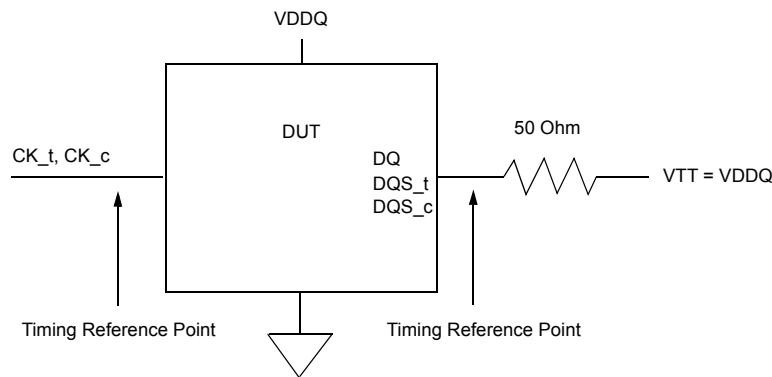 VDDQ
50 Ohm
DUT
CK_t, CK_c
DQ
DQS_t
DQS_c
VTT = VDDQ
Timing Reference Point
Timing Reference Point